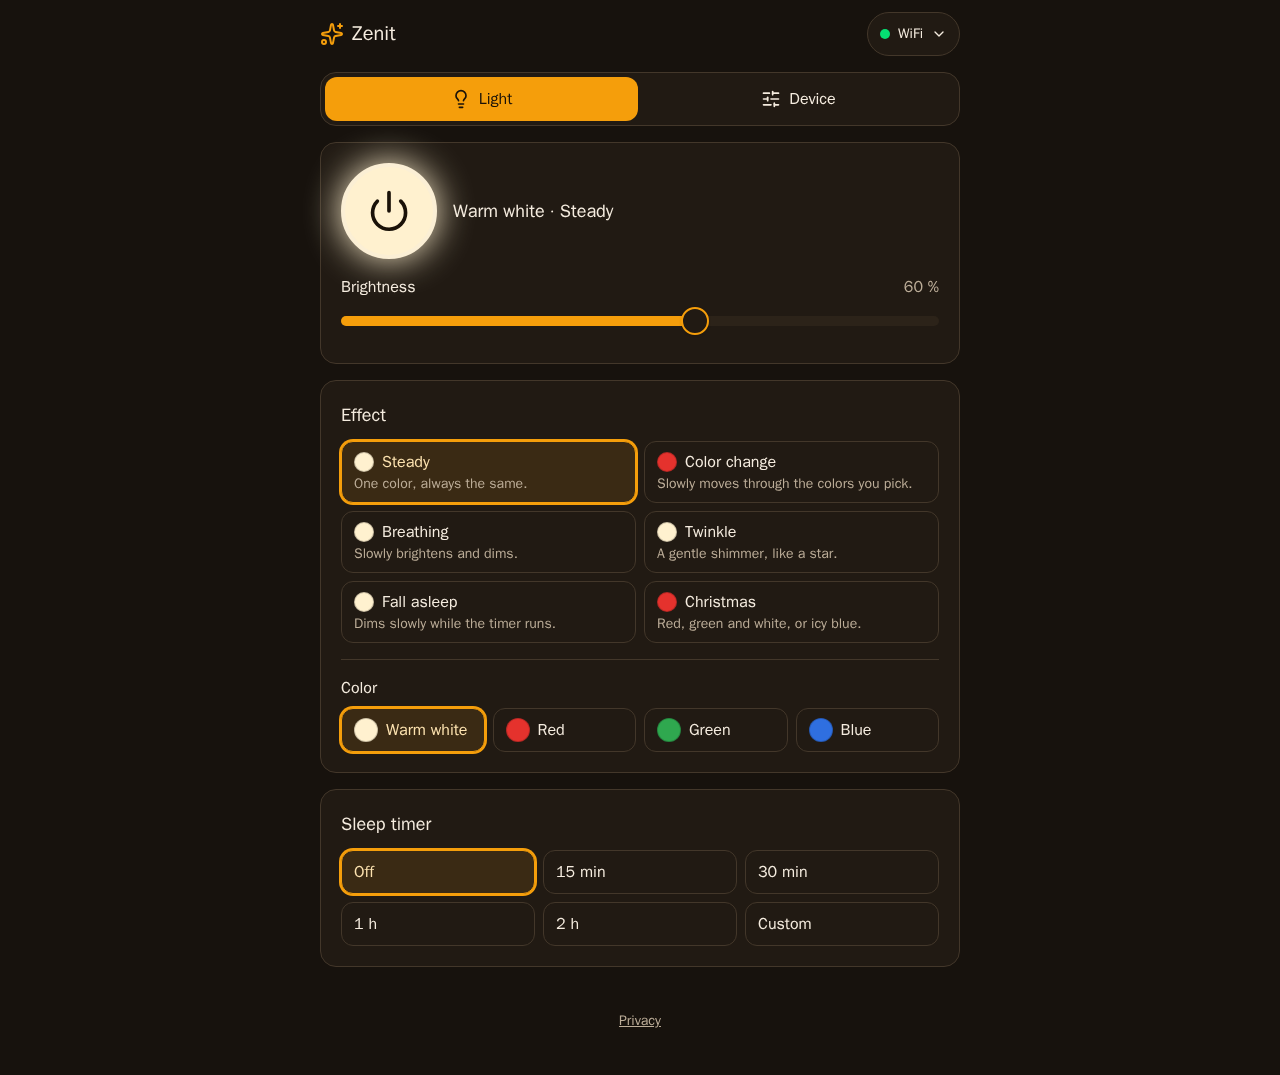 Zenit
WiFi
Light
Device
Warm white · Steady
Brightness
60 %
Effect
Steady
One color, always the same.
Color change
Slowly moves through the colors you pick.
Breathing
Slowly brightens and dims.
Twinkle
A gentle shimmer, like a star.
Fall asleep
Dims slowly while the timer runs.
Christmas
Red, green and white, or icy blue.
Color
Warm white
Red
Green
Blue
Sleep timer
Off
15 min
30 min
1 h
2 h
Custom
Privacy